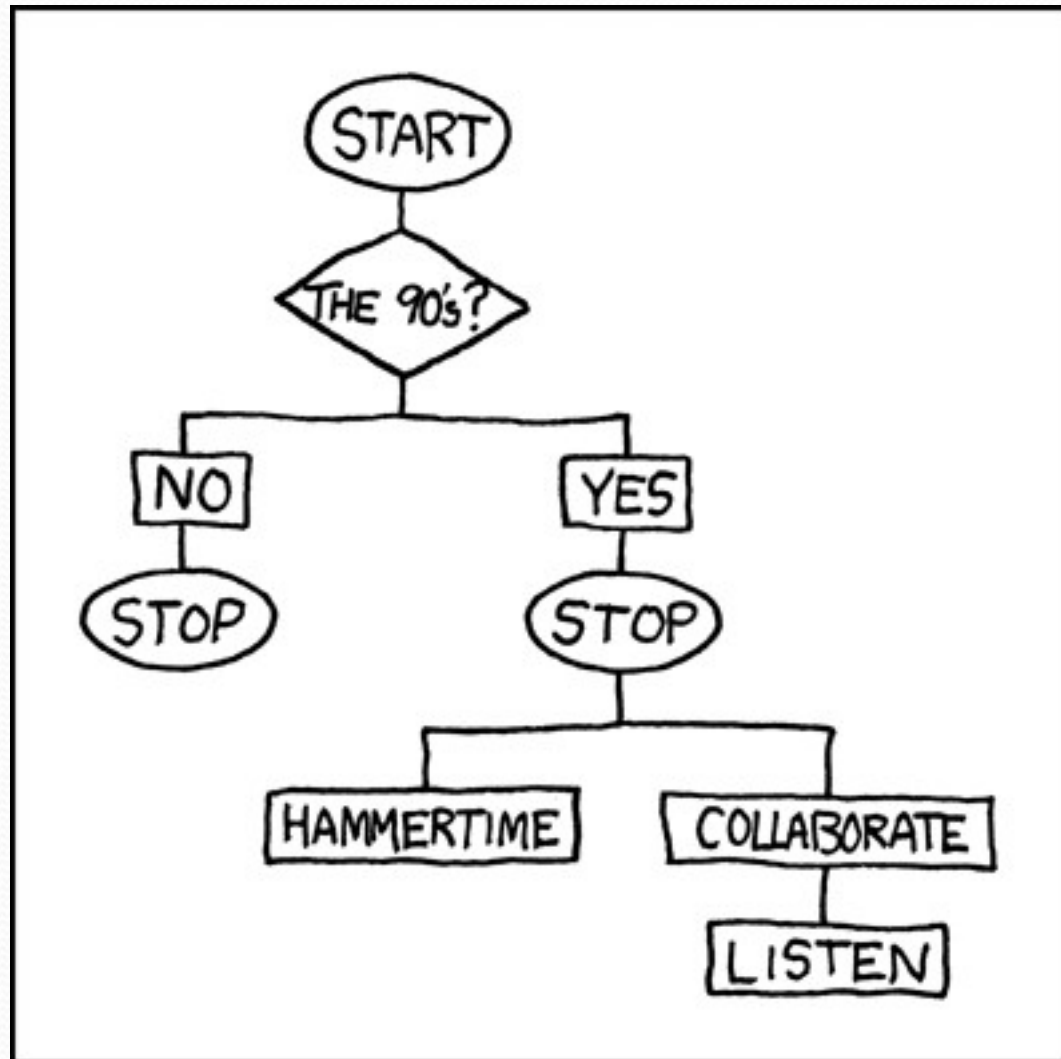 START
THE 90's?
NO
YES
STOP
STOP
HAMMERTIME
COLLABORATE
LISTEN